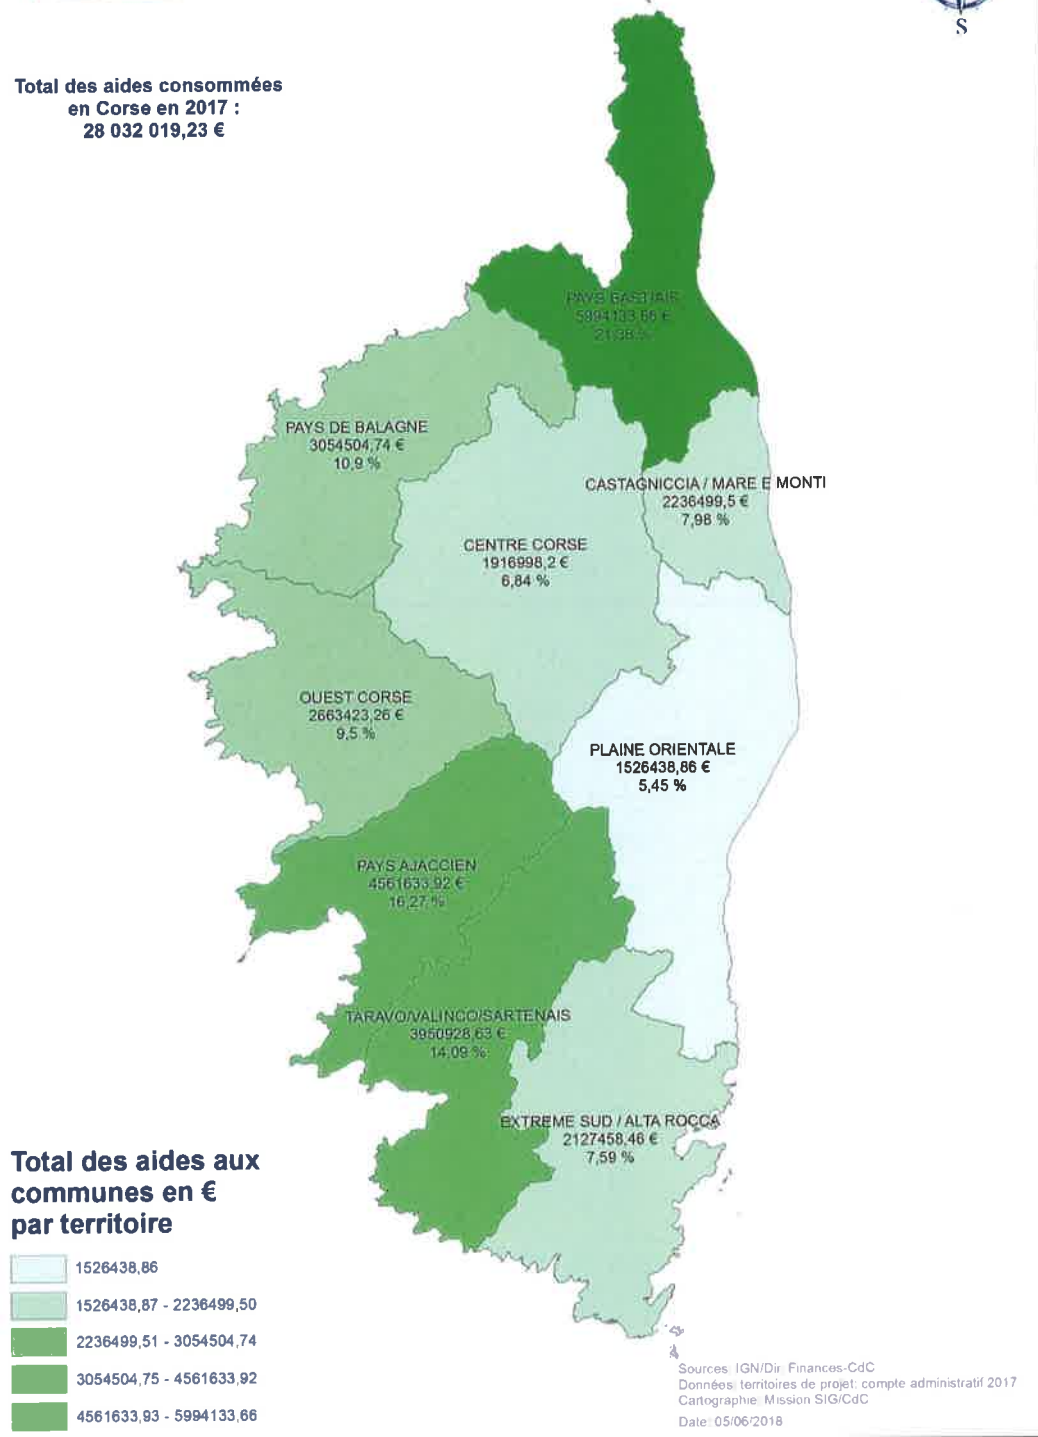 S
Total des aides consommées
en Corse en 2017 :
28 032 019,23 €
PAYS BASTIAIS
5994133,66 €
21,38 %
PAYS DE BALAGNE
3054504,74 €
10,9 %
CASTAGNICCIA / MARE E MONTI
2236499,5 €
7,98 %
CENTRE CORSE
1916998,2 €
6,84 %
OUEST CORSE
2663423,26 €
9,5 %
PLAINE ORIENTALE
1526438,86 €
5,45 %
PAYS AJACCIEN
4561633,92 €
16,27 %
TARAVO/VALINCO/SARTENAIS
3950928,63 €
14,09 %
EXTREME SUD / ALTA ROCCA
2127458,46 €
7,59 %
Total des aides aux
communes en €
par territoire
1526438,86
1526438,87 - 2236499,50
2236499,51 - 3054504,74
3054504,75 - 4561633,92
4561633,93 - 5994133,66
Sources: IGN/Dir. Finances-CdC
Données: territoires de projet: compte administratif 2017
Cartographie: Mission SIG/CdC
Date: 05/06/2018